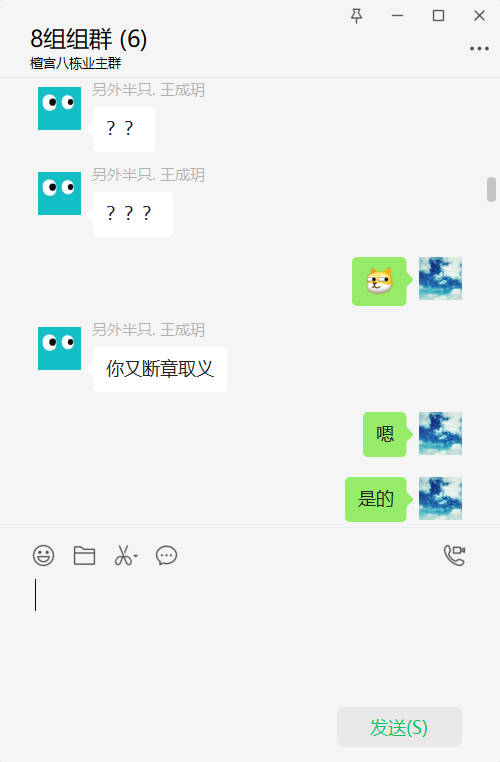 8组组群 (6)
檀宫八栋业主群
另外半只. 王成玥
？？
另外半只. 王成玥
？？？
另外半只. 王成玥
你又断章取义
嗯
是的
发送(S)